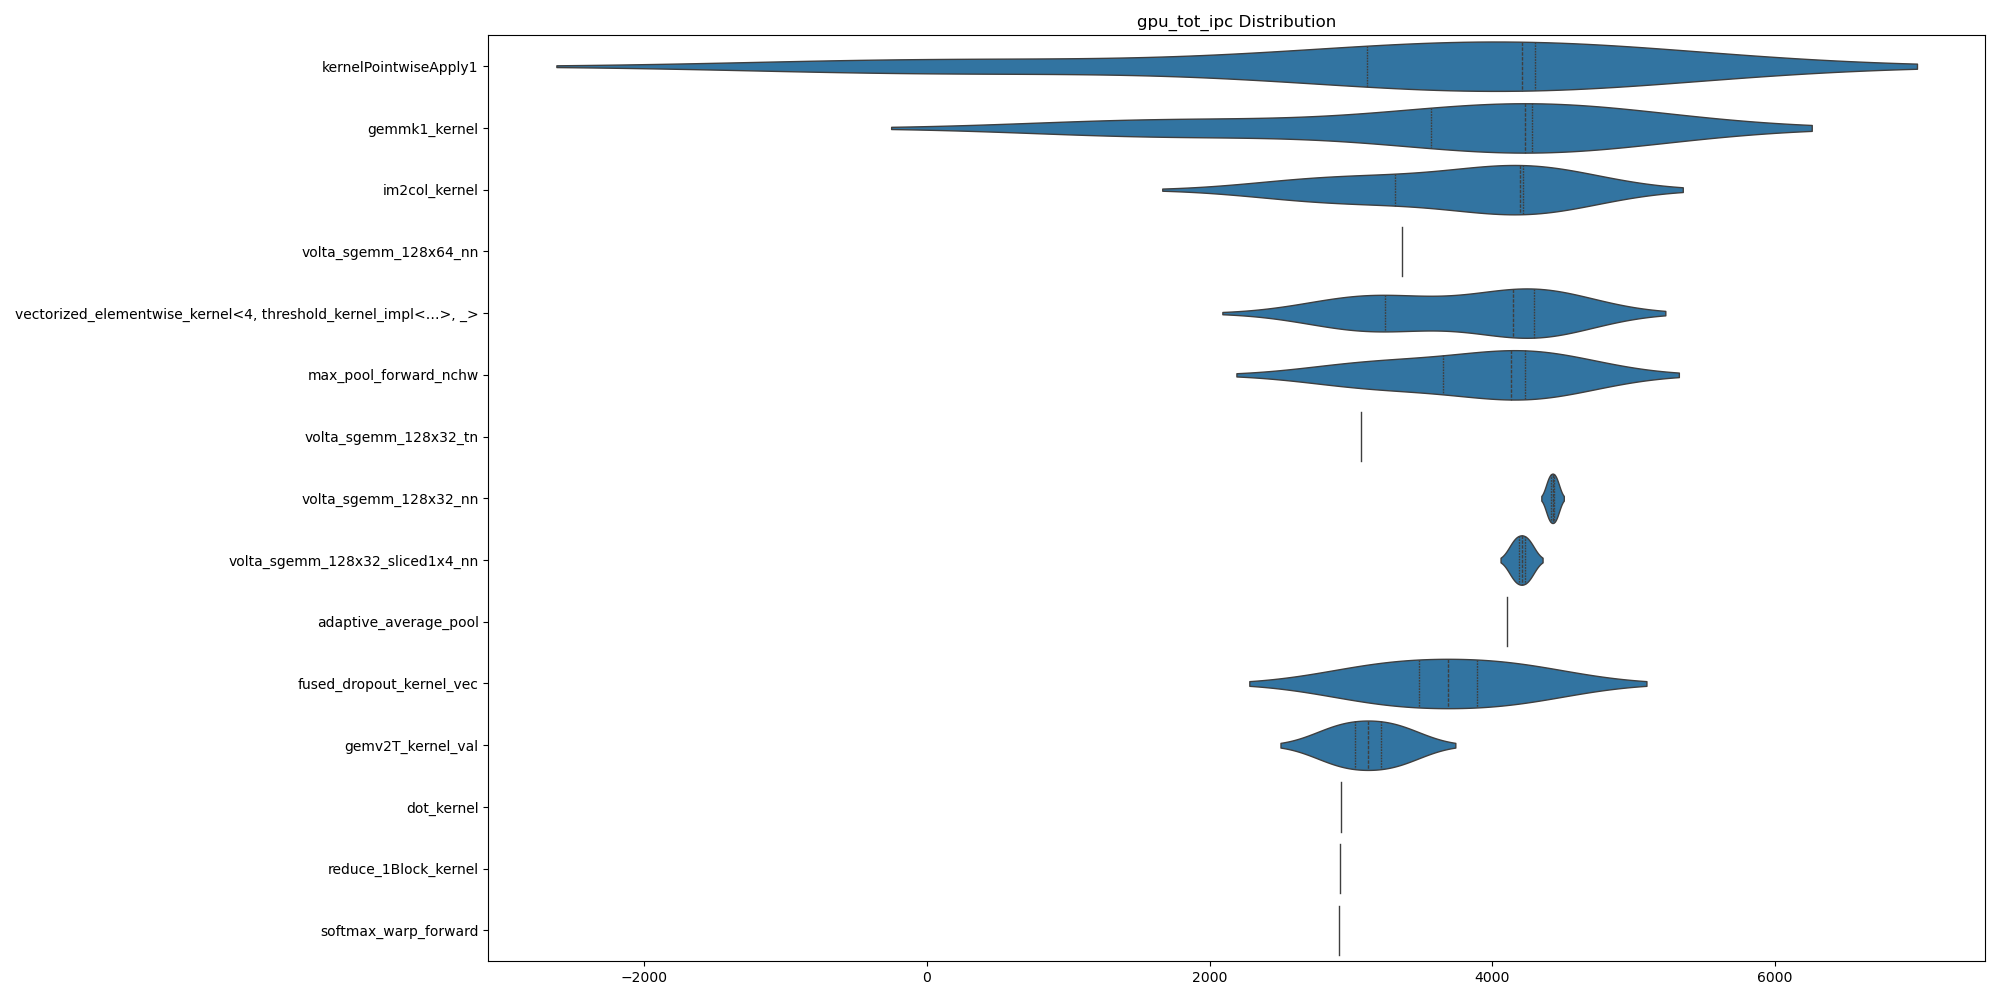 gpu_tot_ipc Distribution
kernelPointwiseApply1
gemmk1_kernel
im2col_kernel
volta_sgemm_128x64_nn
vectorized_elementwise_kernel<4, threshold_kernel_impl<...>, _>
max_pool_forward_nchw
volta_sgemm_128x32_tn
volta_sgemm_128x32_nn
volta_sgemm_128x32_sliced1x4_nn
adaptive_average_pool
fused_dropout_kernel_vec
gemv2T_kernel_val
dot_kernel
reduce_1Block_kernel
softmax_warp_forward
−2000 0 2000 4000 6000